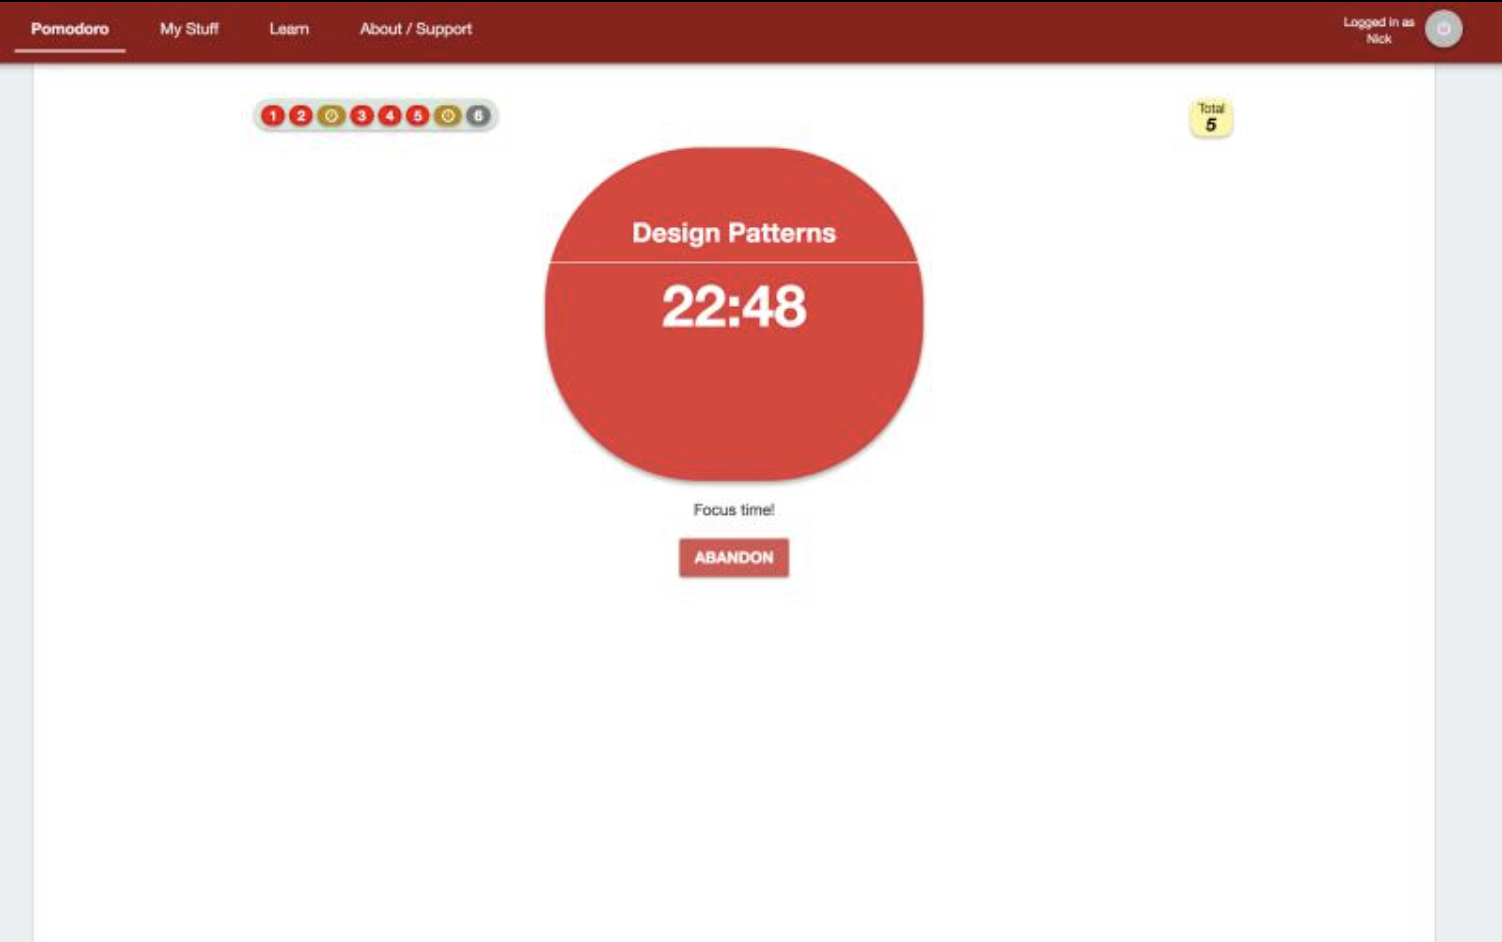 Pomodoro My Stuff Learn About / Support Logged in as
Nick
1 2 3 4 5 6 Total
5
Design Patterns
22:48
Focus time!
ABANDON